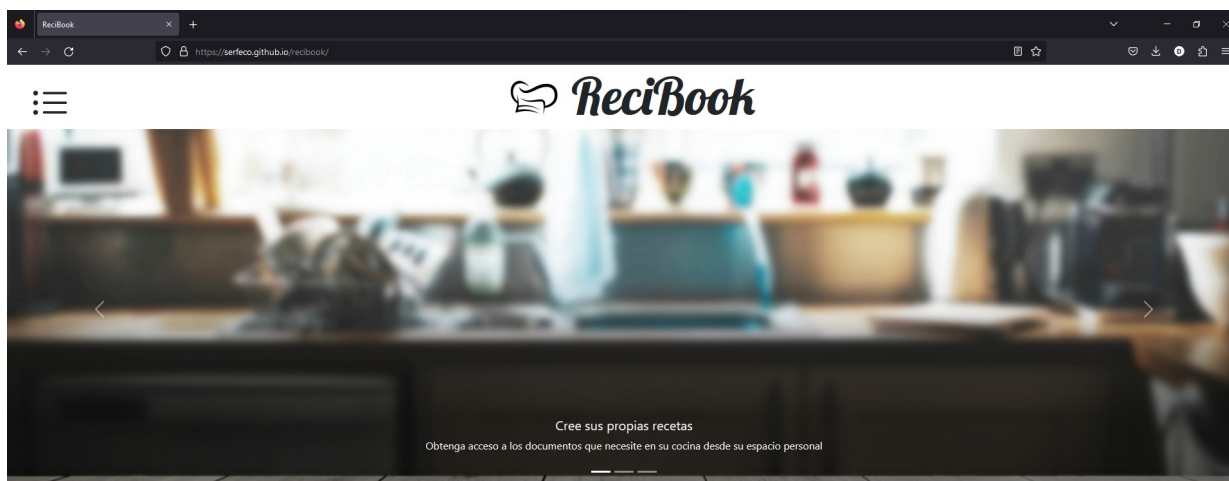 ReciBook
https://serfeco.github.io/recibook/
ReciBook
Cree sus propias recetas
Obtenga acceso a los documentos que necesite en su cocina desde su espacio personal